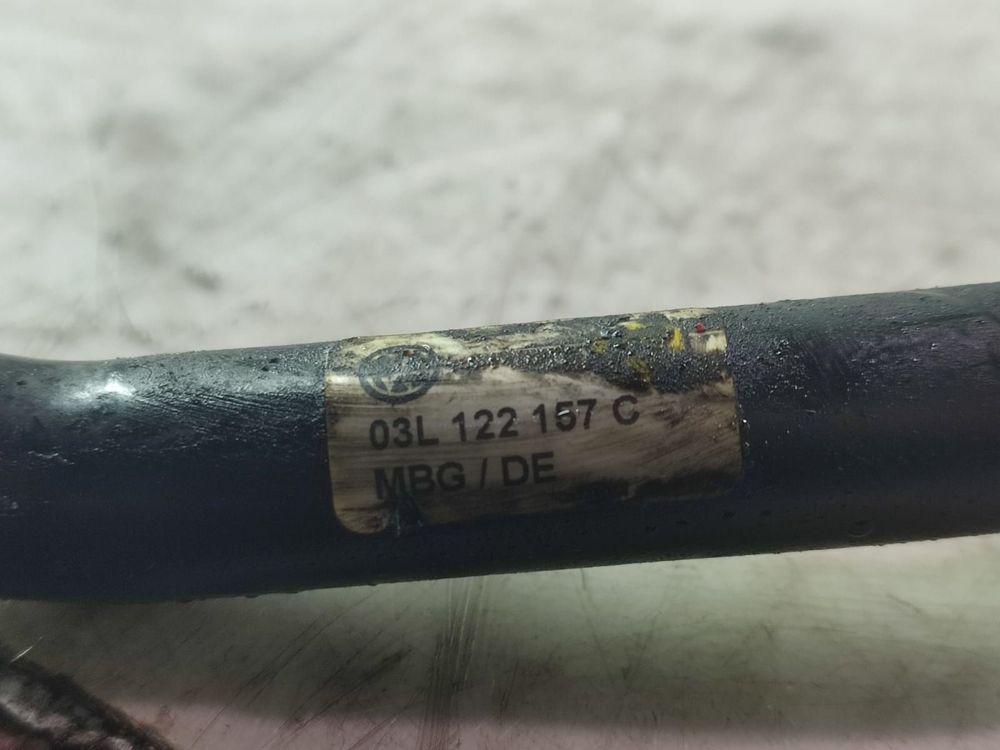 03L 122 157 C
MBG / DE